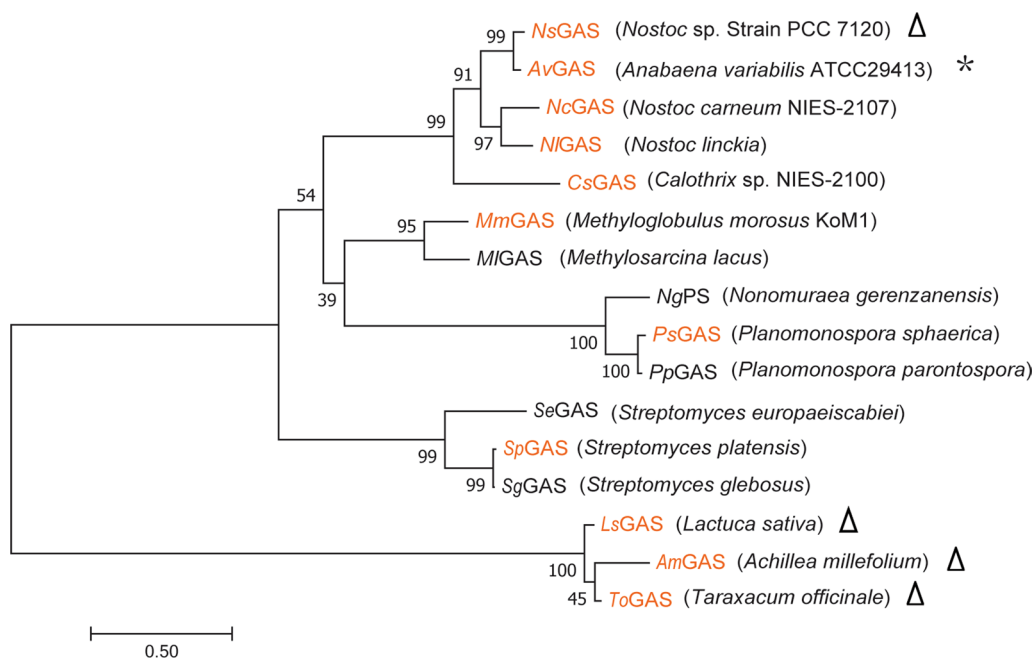 99 NsGAS (Nostoc sp. Strain PCC 7120) Δ
AvGAS (Anabaena variabilis ATCC29413) *
91
NcGAS (Nostoc carneum NIES-2107)
99
97 NlGAS (Nostoc linckia)
CsGAS (Calothrix sp. NIES-2100)
54
MmGAS (Methyloglobulus morosus KoM1)
95
MlGAS (Methylosarcina lacus)
39
NgPS (Nonomuraea gerenzanensis)
100
PsGAS (Planomonospora sphaerica)
100 PpGAS (Planomonospora parontospora)
SeGAS (Streptomyces europaeiscabiei)
99
SpGAS (Streptomyces platensis)
99 SgGAS (Streptomyces glebosus)
LsGAS (Lactuca sativa) Δ
100
AmGAS (Achillea millefolium) Δ
45 ToGAS (Taraxacum officinale) Δ
0.50